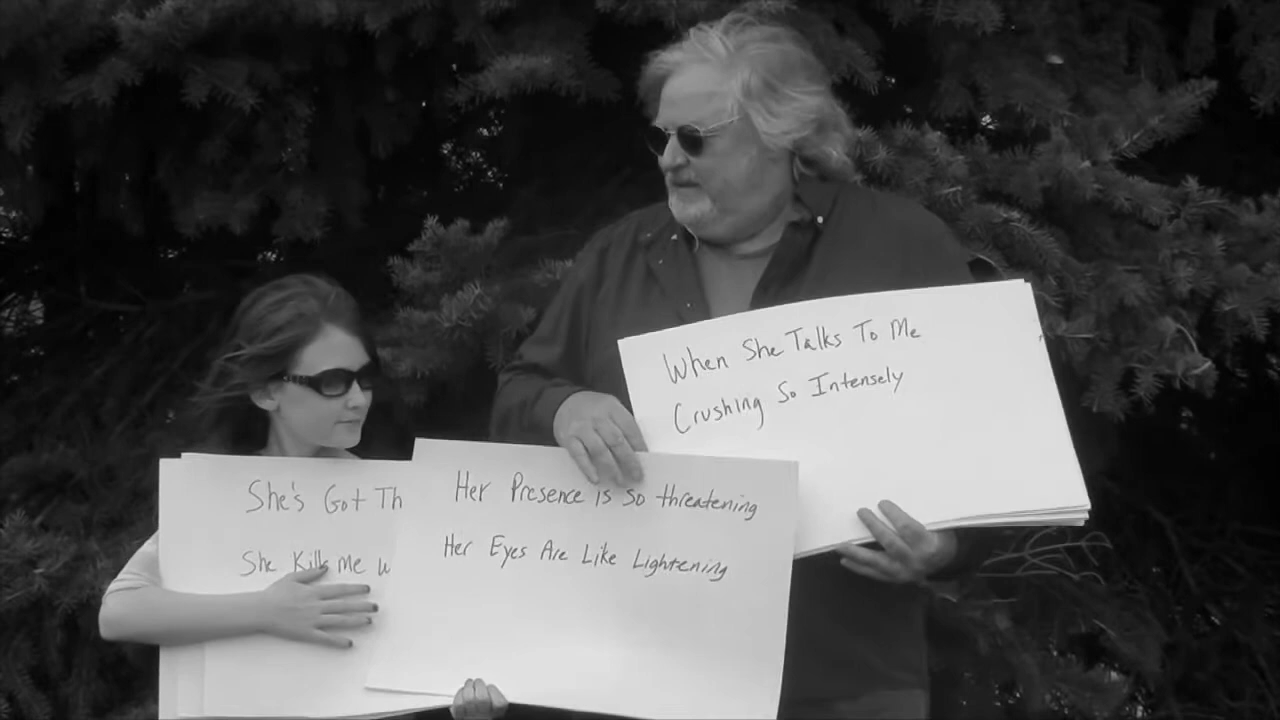 She's Got Th
She Kills Me w
Her Presence is so threatening
Her Eyes Are Like Lightening
When She Talks To Me
Crushing So Intensely